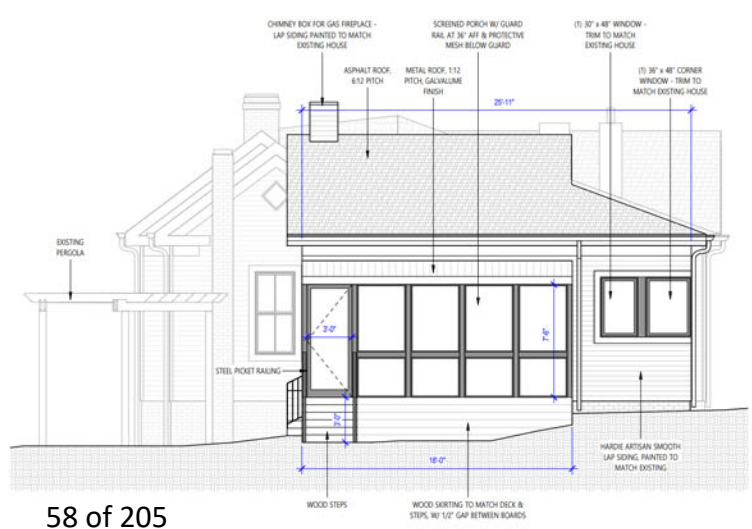 CHIMNEY BOX FOR GAS FIREPLACE -
LAP SIDING PAINTED TO MATCH
EXISTING HOUSE
SCREENED PORCH W/ GUARD
RAIL AT 36" AFF & PROTECTIVE
MESH BELOW GUARD
(1) 30" x 48" WINDOW -
TRIM TO MATCH
EXISTING HOUSE
ASPHALT ROOF,
6:12 PITCH
METAL ROOF, 1:12
PITCH, GALVALUME
FINISH
(1) 36" x 48" CORNER
WINDOW - TRIM TO
MATCH EXISTING HOUSE
25'-11"
EXISTING
PERGOLA
3'-0"
7'-6"
STEEL PICKET RAILING
3'-0"
HARDIE ARTISAN SMOOTH
LAP SIDING, PAINTED TO
MATCH EXISTING
18'-0"
WOOD STEPS
WOOD SKIRTING TO MATCH DECK &
STEPS, W/ 1/2" GAP BETWEEN BOARDS
58 of 205